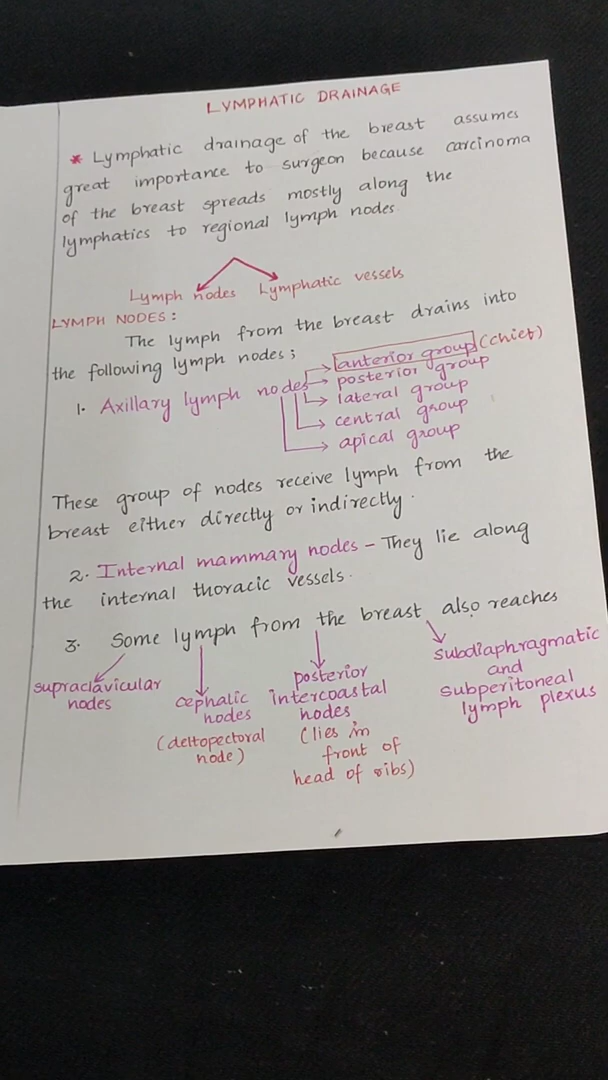 LYMPHATIC DRAINAGE
* Lymphatic drainage of the breast assumes
great importance to surgeon because carcinoma
of the breast spreads mostly along the
lymphatics to regional lymph nodes
Lymph nodes Lymphatic vessels
LYMPH NODES:
The lymph from the breast drains into
the following lymph nodes;
1. Axillary lymph nodes → anterior group (chief)
→ posterior group
→ lateral group
→ central group
→ apical group
These group of nodes receive lymph from the
breast either directly or indirectly.
2. Internal mammary nodes - They lie along
the internal thoracic vessels.
3. Some lymph from the breast also reaches
supraclavicular
nodes
cephalic
nodes
(deltopectoral
node)
posterior
intercoastal
nodes
(lies in
front of
head of ribs)
subdiaphragmatic
and
subperitoneal
lymph plexus